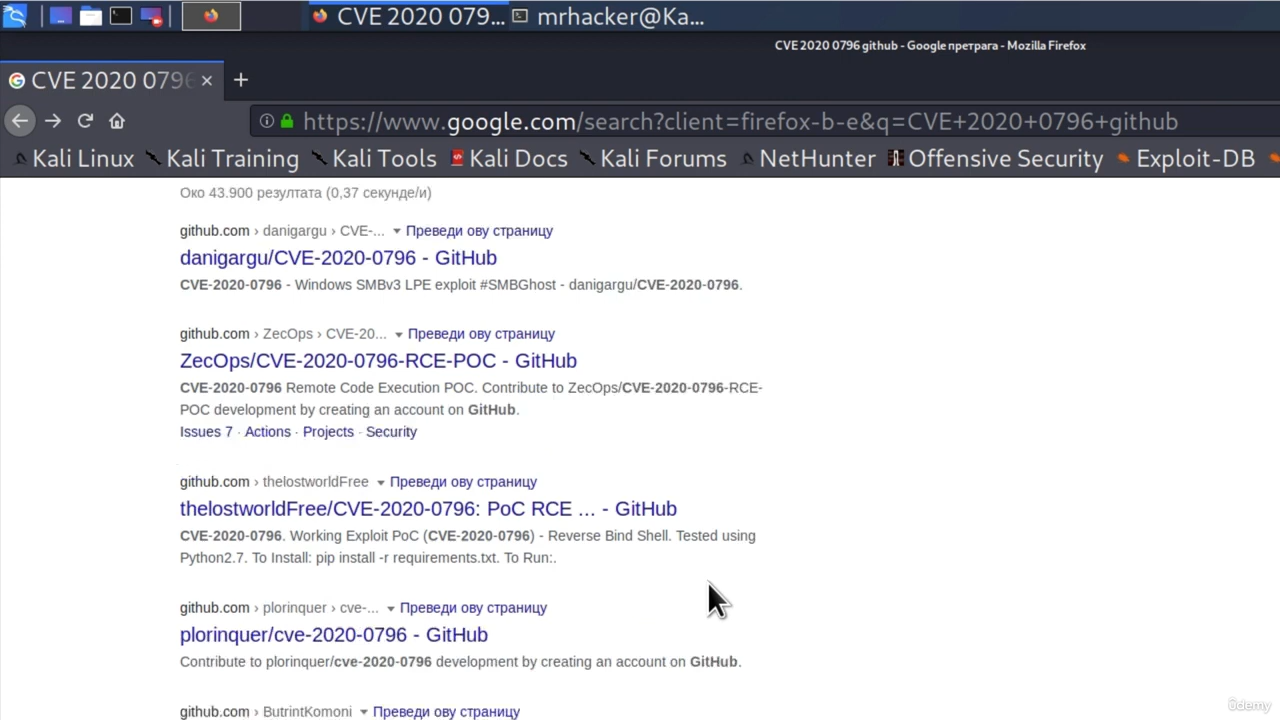 CVE 2020 079...
mrhacker@Ka...
CVE 2020 0796 github - Google претрага - Mozilla Firefox
CVE 2020 0796
https://www.google.com/search?client=firefox-b-e&q=CVE+2020+0796+github
Kali Linux Kali Training Kali Tools Kali Docs Kali Forums NetHunter Offensive Security Exploit-DB
Око 43.900 резултата (0,37 секунде/и)
github.com › danigargu › CVE-... Преведи ову страницу
danigargu/CVE-2020-0796 - GitHub
CVE-2020-0796 - Windows SMBv3 LPE exploit #SMBGhost - danigargu/CVE-2020-0796.
github.com › ZecOps › CVE-20... Преведи ову страницу
ZecOps/CVE-2020-0796-RCE-POC - GitHub
CVE-2020-0796 Remote Code Execution POC. Contribute to ZecOps/CVE-2020-0796-RCE-
POC development by creating an account on GitHub.
Issues 7 · Actions · Projects · Security
github.com › thelostworldFree Преведи ову страницу
thelostworldFree/CVE-2020-0796: PoC RCE ... - GitHub
CVE-2020-0796. Working Exploit PoC (CVE-2020-0796) - Reverse Bind Shell. Tested using
Python2.7. To Install: pip install -r requirements.txt. To Run:.
github.com › plorinquer › cve-... Преведи ову страницу
plorinquer/cve-2020-0796 - GitHub
Contribute to plorinquer/cve-2020-0796 development by creating an account on GitHub.
github.com › ButrintKomoni Преведи ову страницу
ûdemy